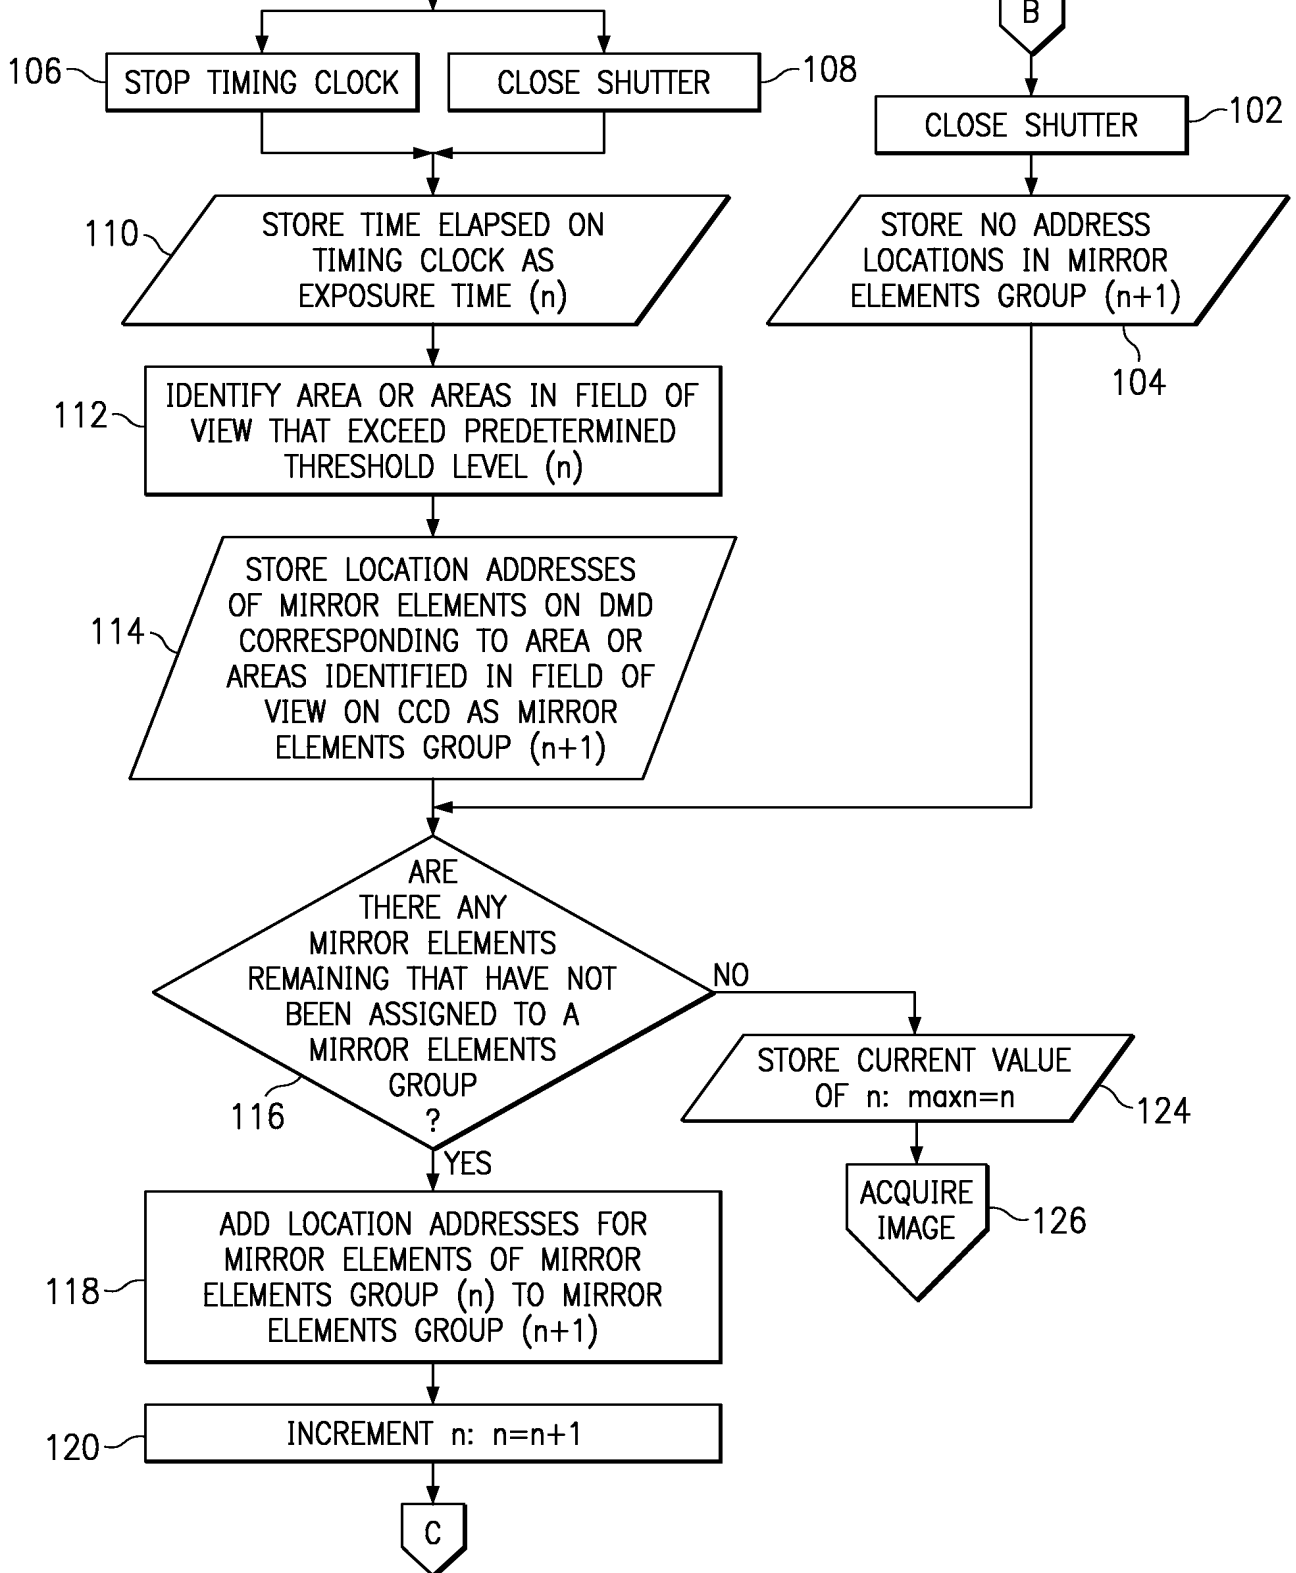 B
106
STOP TIMING CLOCK
CLOSE SHUTTER
108
CLOSE SHUTTER
102
110
STORE TIME ELAPSED ON
TIMING CLOCK AS
EXPOSURE TIME (n)
STORE NO ADDRESS
LOCATIONS IN MIRROR
ELEMENTS GROUP (n+1)
104
112
IDENTIFY AREA OR AREAS IN FIELD OF
VIEW THAT EXCEED PREDETERMINED
THRESHOLD LEVEL (n)
114
STORE LOCATION ADDRESSES
OF MIRROR ELEMENTS ON DMD
CORRESPONDING TO AREA OR
AREAS IDENTIFIED IN FIELD OF
VIEW ON CCD AS MIRROR
ELEMENTS GROUP (n+1)
ARE
THERE ANY
MIRROR ELEMENTS
REMAINING THAT HAVE NOT
BEEN ASSIGNED TO A
MIRROR ELEMENTS
GROUP
?
116
NO
YES
STORE CURRENT VALUE
OF n: maxn=n
124
ACQUIRE
IMAGE
126
118
ADD LOCATION ADDRESSES FOR
MIRROR ELEMENTS OF MIRROR
ELEMENTS GROUP (n) TO MIRROR
ELEMENTS GROUP (n+1)
120
INCREMENT n: n=n+1
C